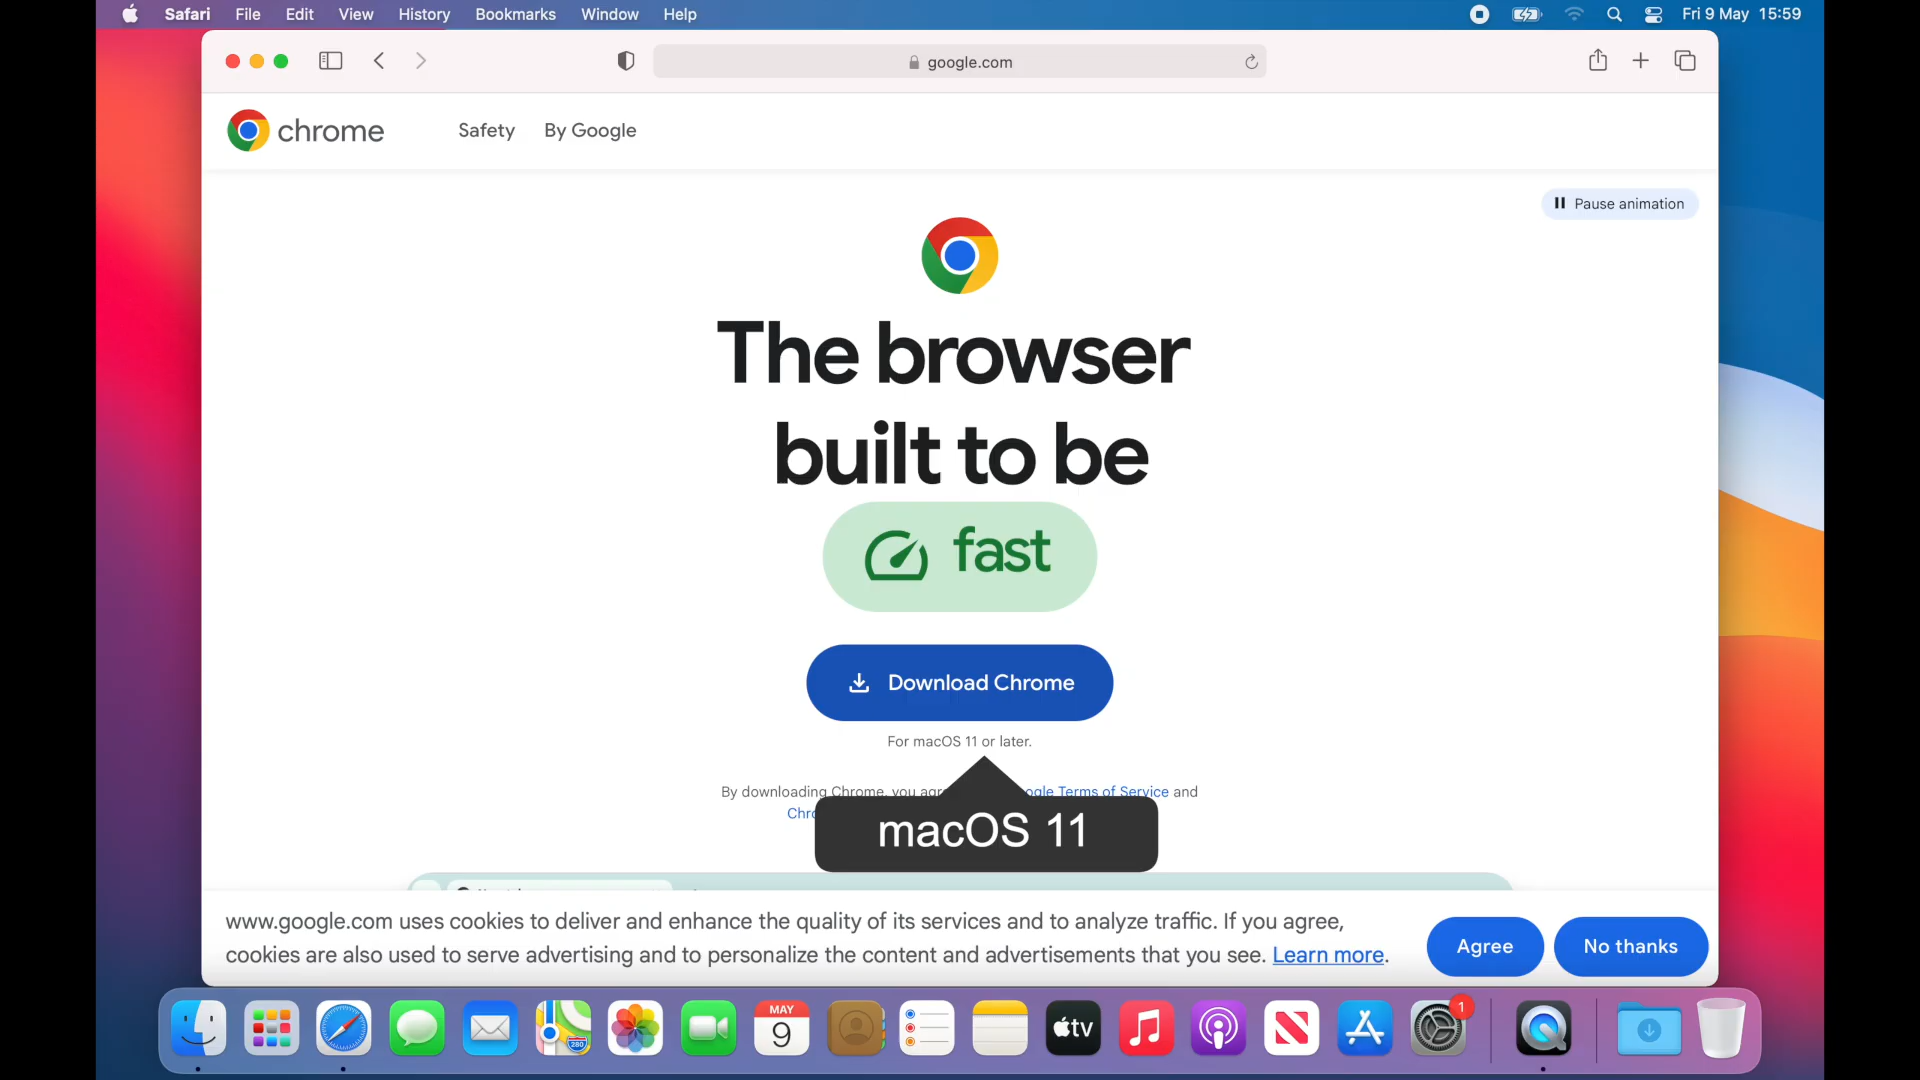 Safari File Edit View History Bookmarks Window Help Fri 9 May 15:59
google.com
chrome Safety By Google
Pause animation
The browser
built to be
fast
Download Chrome
For macOS 11 or later.
By downloading Chrome, you Terms of Service and
macOS 11
www.google.com uses cookies to deliver and enhance the quality of its services and to analyze traffic. If you agree,
cookies are also used to serve advertising and to personalize the content and advertisements that you see. Learn more.
Agree No thanks
MAY
9
280
tv
1